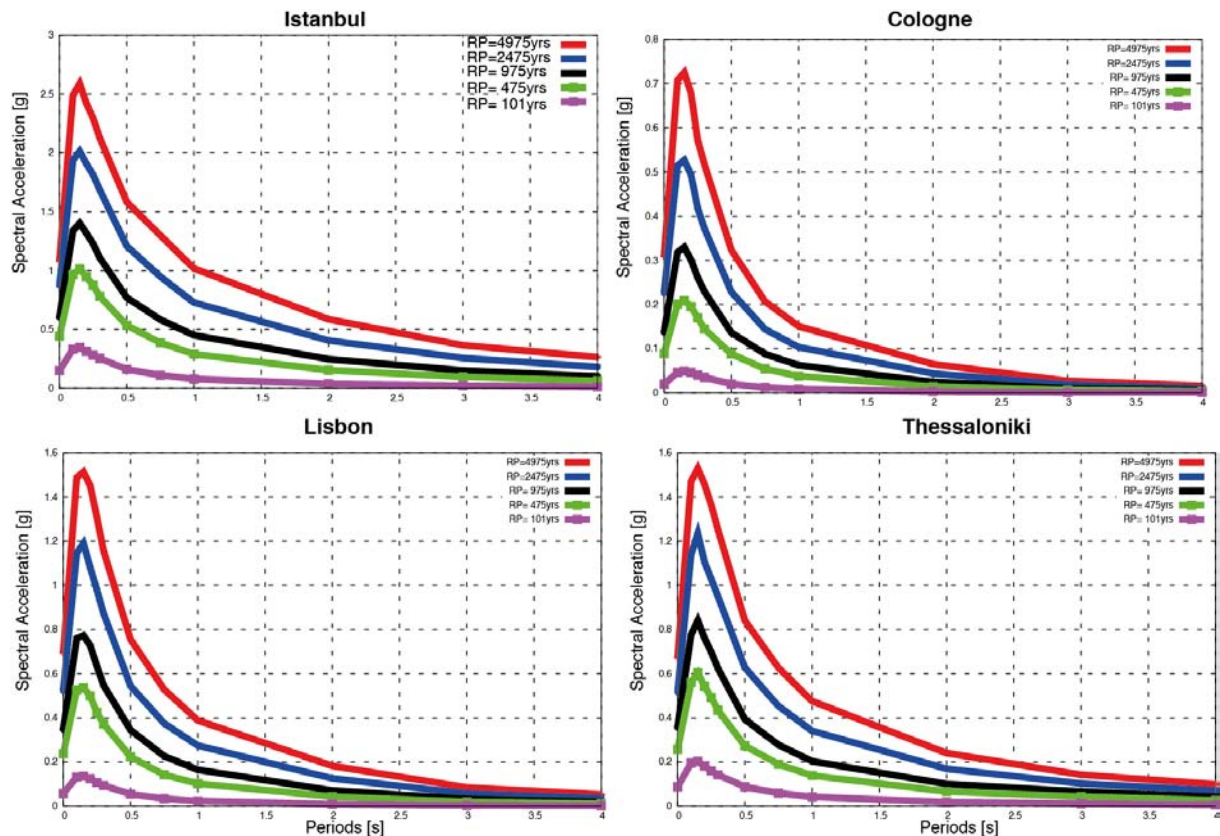 Istanbul
Spectral Acceleration [g]
3
2.5
2
1.5
1
0.5
0
RP=4975yrs
RP=2475yrs
RP= 975yrs
RP= 475yrs
RP= 101yrs
0 0.5 1 1.5 2 2.5 3 3.5 4
Cologne
Spectral Acceleration [g]
0.8
0.7
0.6
0.5
0.4
0.3
0.2
0.1
0
RP=4975yrs
RP=2475yrs
RP= 975yrs
RP= 475yrs
RP= 101yrs
0 0.5 1 1.5 2 2.5 3 3.5 4
Lisbon
Spectral Acceleration [g]
1.6
1.4
1.2
1
0.8
0.6
0.4
0.2
0
RP=4975yrs
RP=2475yrs
RP= 975yrs
RP= 475yrs
RP= 101yrs
0 0.5 1 1.5 2 2.5 3 3.5 4
Periods [s]
Thessaloniki
Spectral Acceleration [g]
1.6
1.4
1.2
1
0.8
0.6
0.4
0.2
0
RP=4975yrs
RP=2475yrs
RP= 975yrs
RP= 475yrs
RP= 101yrs
0 0.5 1 1.5 2 2.5 3 3.5 4
Periods [s]